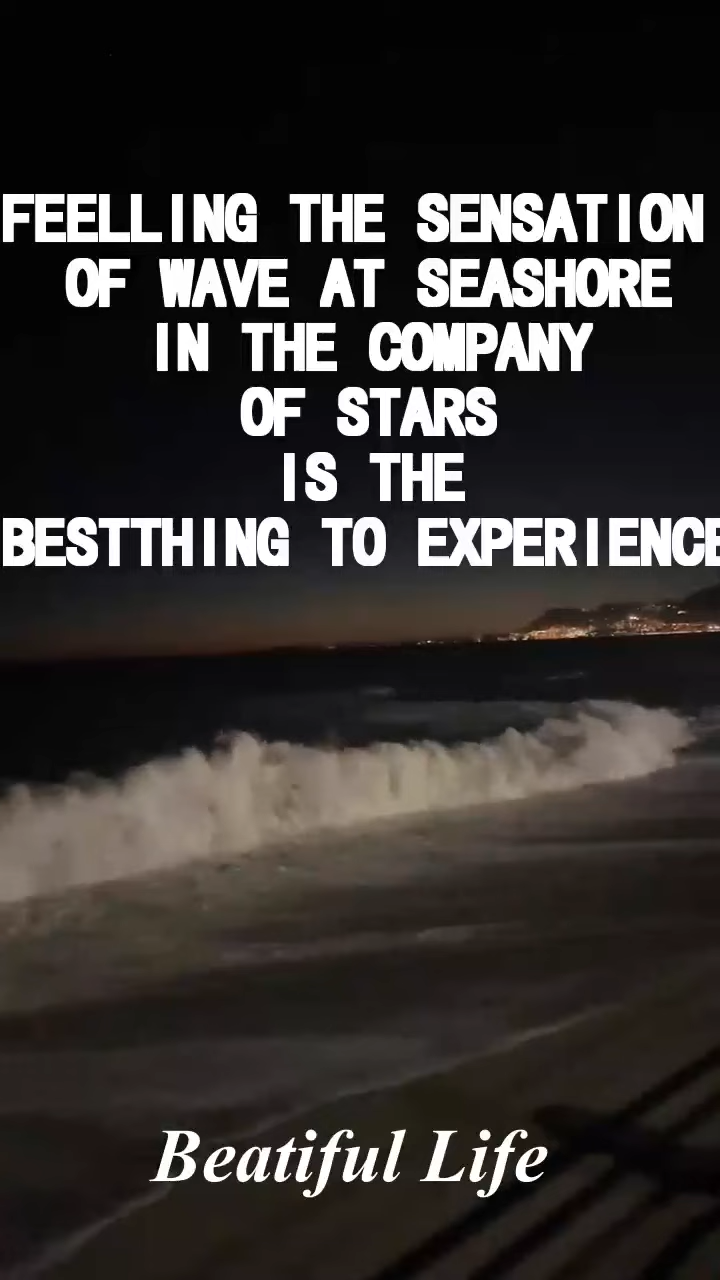 FEELLING THE SENSATION
OF WAVE AT SEASHORE
IN THE COMPANY
OF STARS
IS THE
BESTTHING TO EXPERIENCE
Beatiful Life